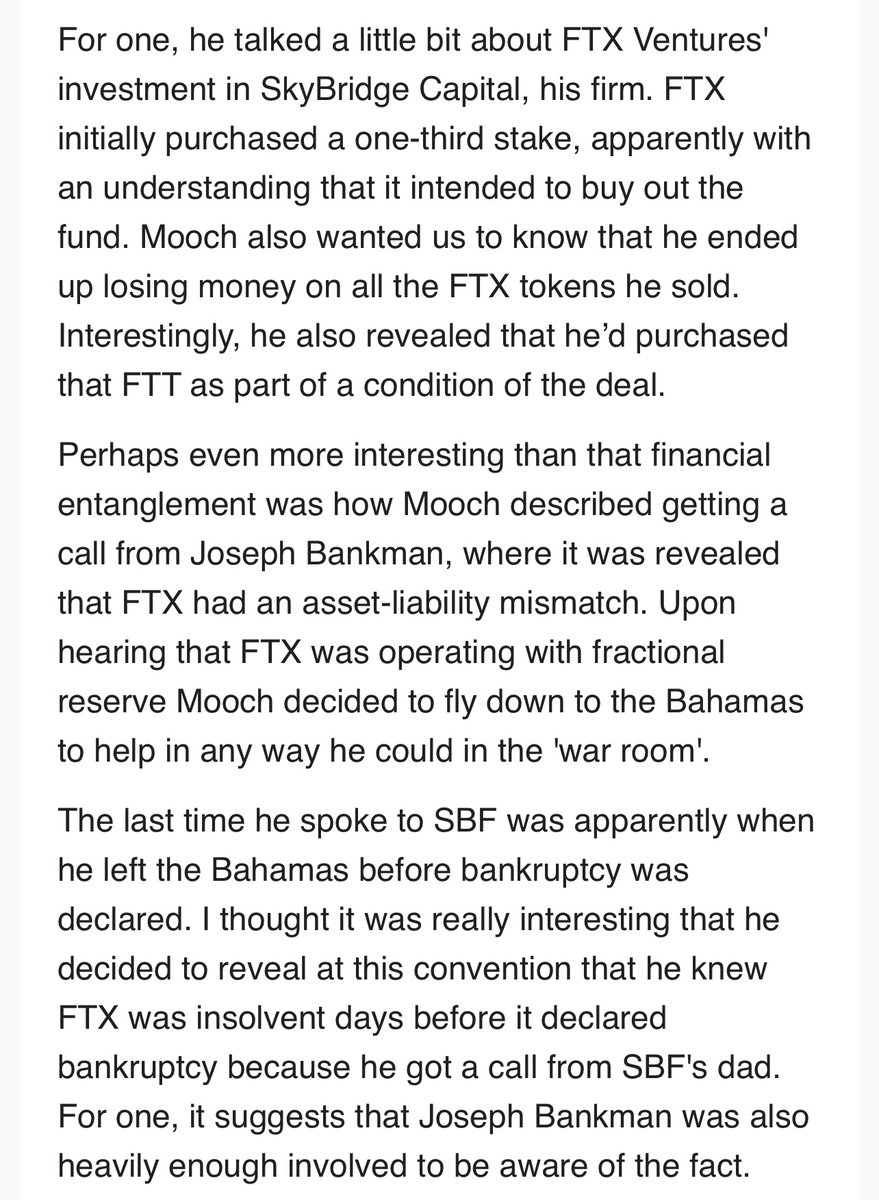 For one, he talked a little bit about FTX Ventures'
investment in SkyBridge Capital, his firm. FTX
initially purchased a one-third stake, apparently with
an understanding that it intended to buy out the
fund. Mooch also wanted us to know that he ended
up losing money on all the FTX tokens he sold.
Interestingly, he also revealed that he’d purchased
that FTT as part of a condition of the deal.
Perhaps even more interesting than that financial
entanglement was how Mooch described getting a
call from Joseph Bankman, where it was revealed
that FTX had an asset-liability mismatch. Upon
hearing that FTX was operating with fractional
reserve Mooch decided to fly down to the Bahamas
to help in any way he could in the 'war room'.
The last time he spoke to SBF was apparently when
he left the Bahamas before bankruptcy was
declared. I thought it was really interesting that he
decided to reveal at this convention that he knew
FTX was insolvent days before it declared
bankruptcy because he got a call from SBF's dad.
For one, it suggests that Joseph Bankman was also
heavily enough involved to be aware of the fact.